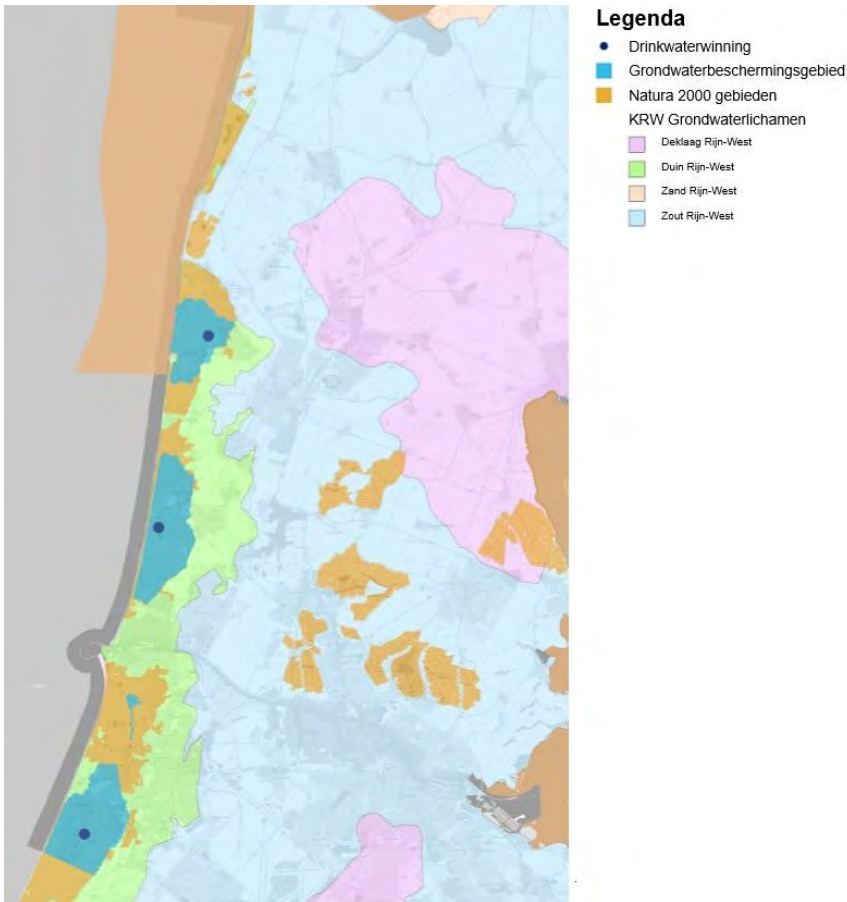 Legenda
Drinkwaterwinning
Grondwaterbeschermingsgebied
Natura 2000 gebieden
KRW Grondwaterlichamen
Deklaag Rijn-West
Duin Rijn-West
Zand Rijn-West
Zout Rijn-West